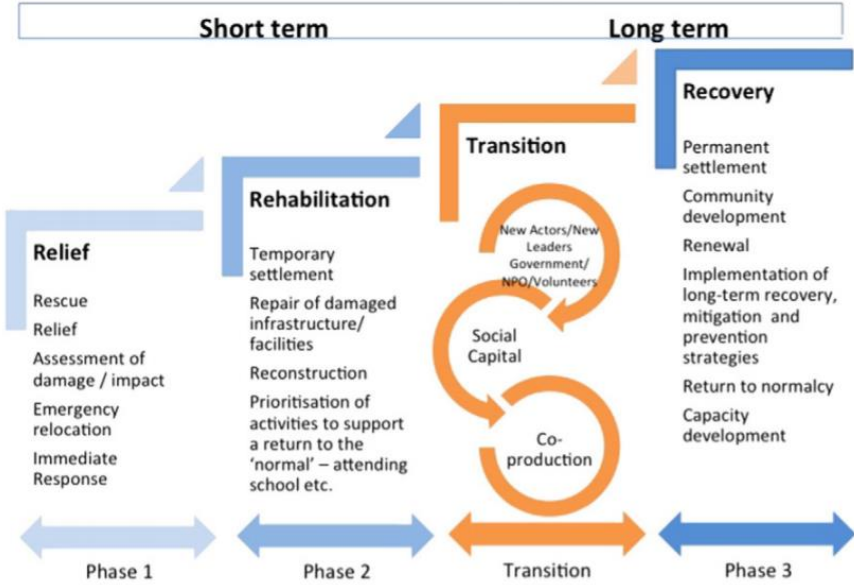 Short term
Long term
Relief
Rescue
Relief
Assessment of
damage / impact
Emergency
relocation
Immediate
Response
Rehabilitation
Temporary
settlement
Repair of damaged
infrastructure/
facilities
Reconstruction
Prioritisation of
activities to support
a return to the
‘normal’ – attending
school etc.
Transition
New Actors/New
Leaders
Government/
NPO/Volunteers
Social
Capital
Co-
production
Recovery
Permanent
settlement
Community
development
Renewal
Implementation of
long-term recovery,
mitigation and
prevention
strategies
Return to normalcy
Capacity
development
Phase 1
Phase 2
Transition
Phase 3